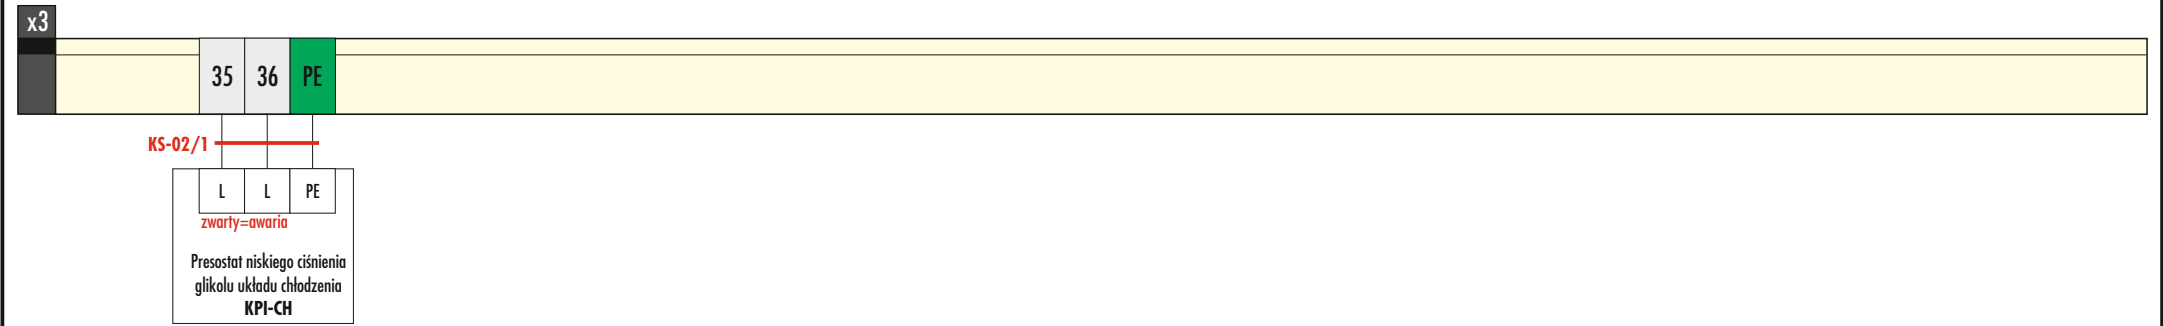 x3
35 36 PE
KS-02/1
L L PE
zwarty=awaria
Presostat niskiego ciśnienia
glikolu układu chłodzenia
KPI-CH